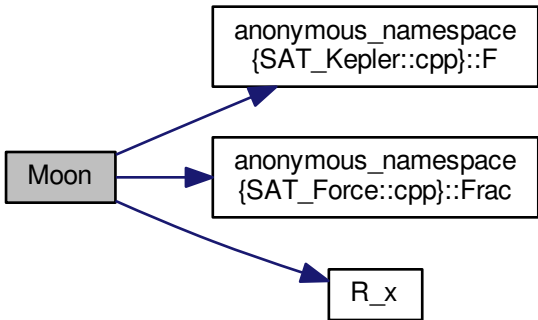 anonymous_namespace
{SAT_Kepler::cpp}::F
Moon
anonymous_namespace
{SAT_Force::cpp}::Frac
R_x